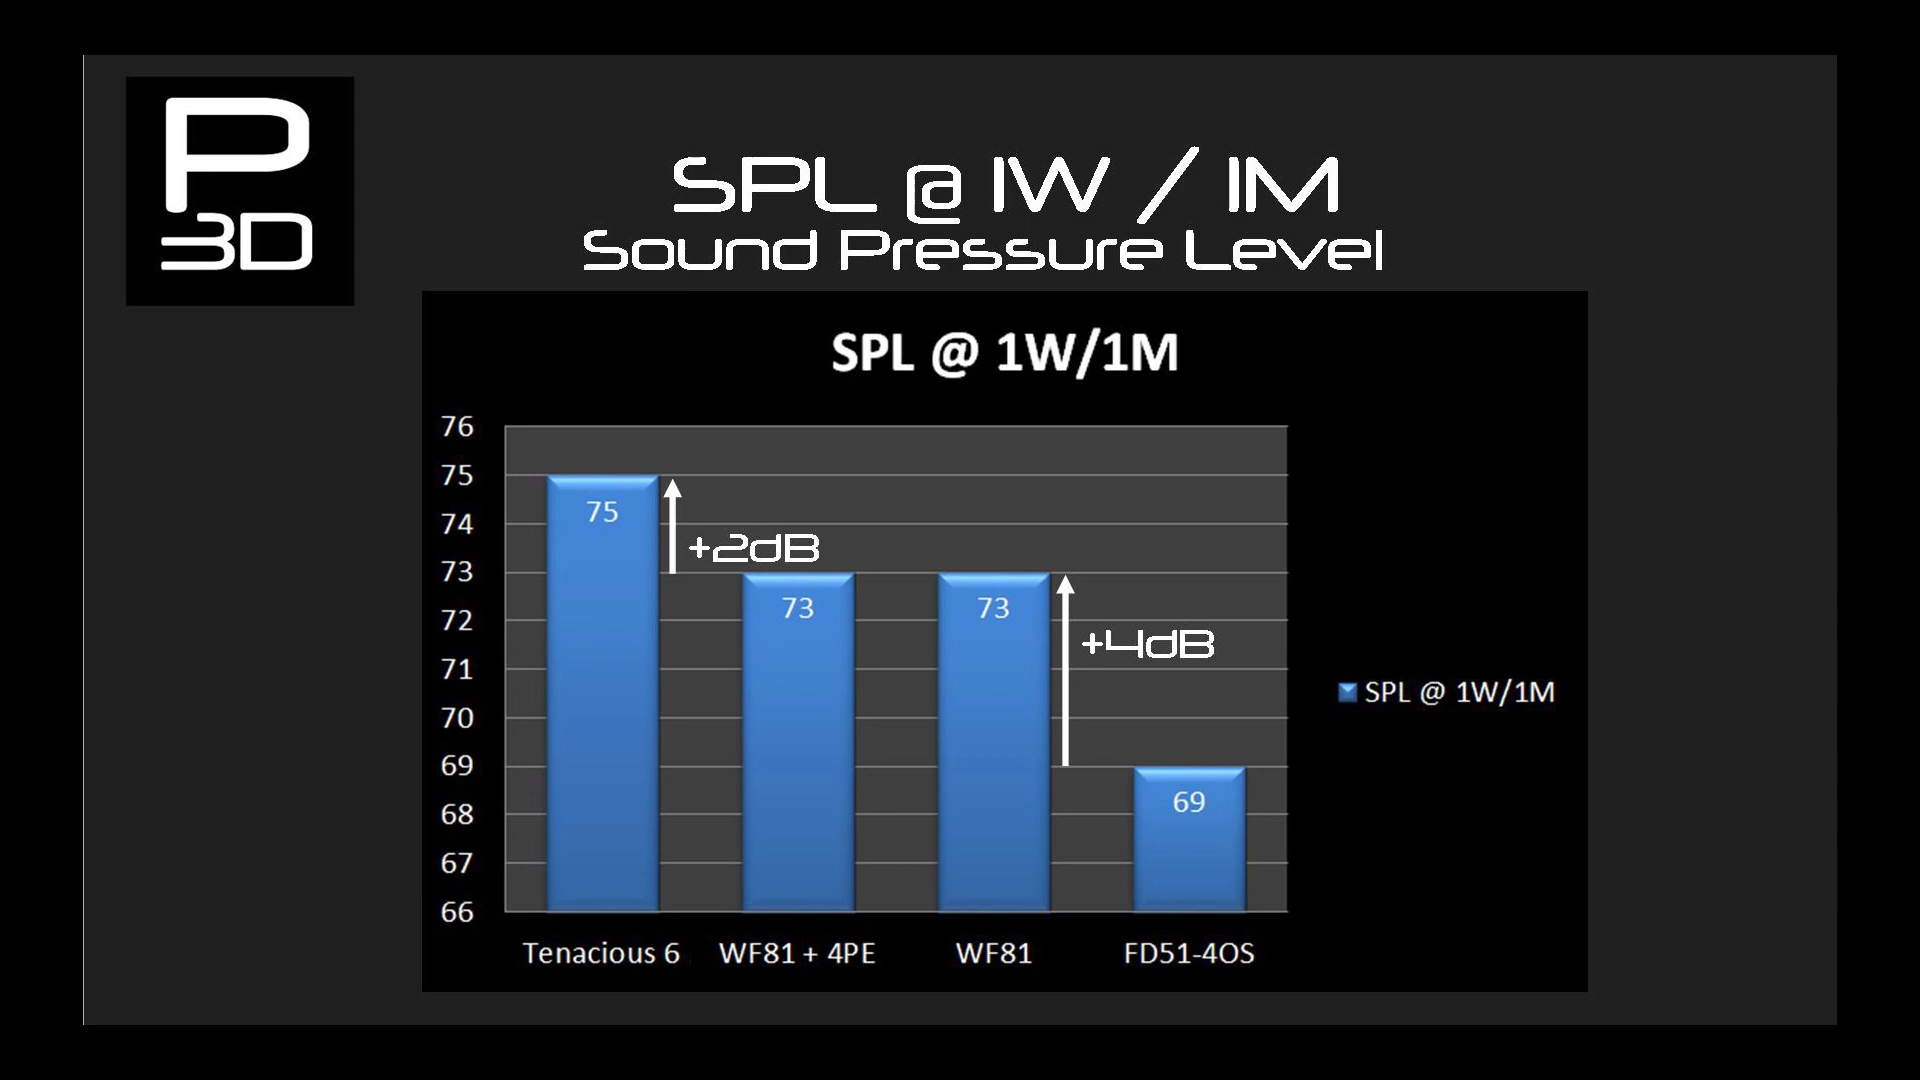 P
3D
SPL @ 1W / 1M
Sound Pressure Level
SPL @ 1W/1M
76
75
74
73
72
71
70
69
68
67
66
75
+2dB
73
73
+4dB
69
SPL @ 1W/1M
Tenacious 6
WF81 + 4PE
WF81
FD51-4OS